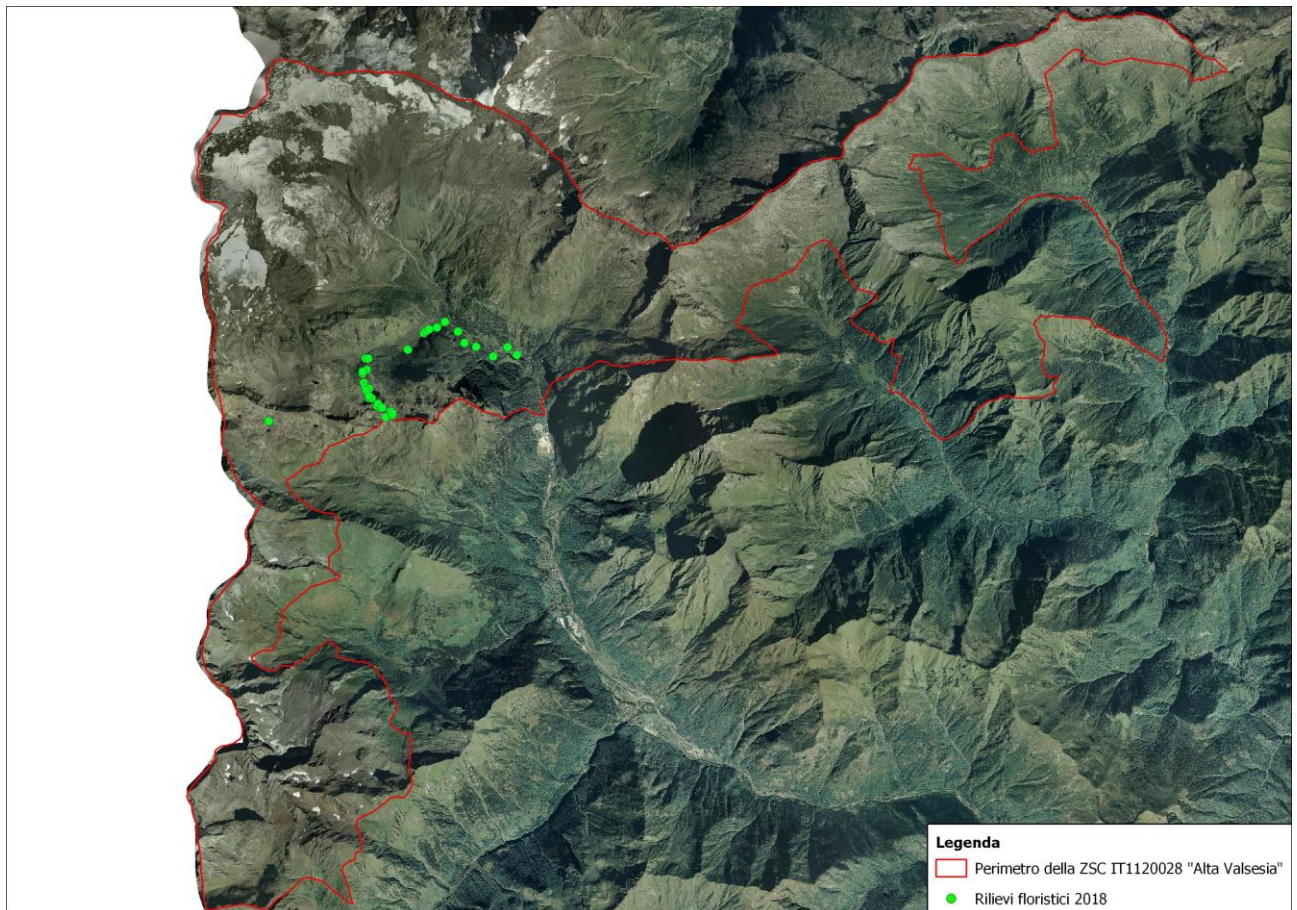 Legenda
Perimetro della ZSC IT1120028 "Alta Valsesia"
Rilievi floristici 2018